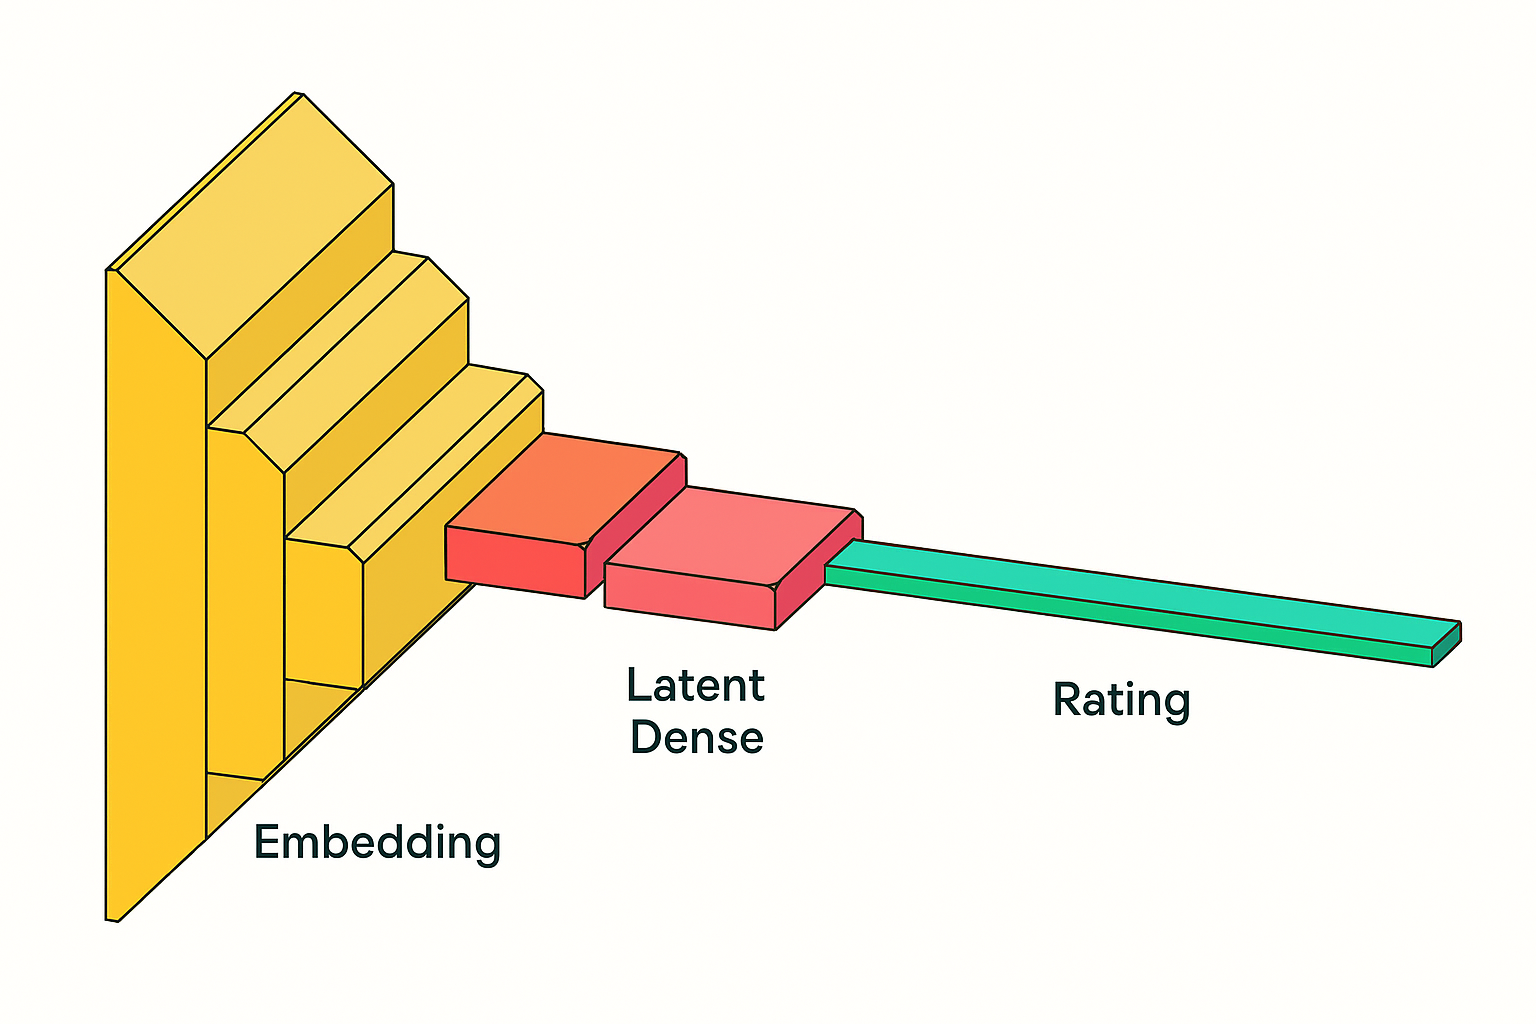 Latent
Dense
Rating
Embedding